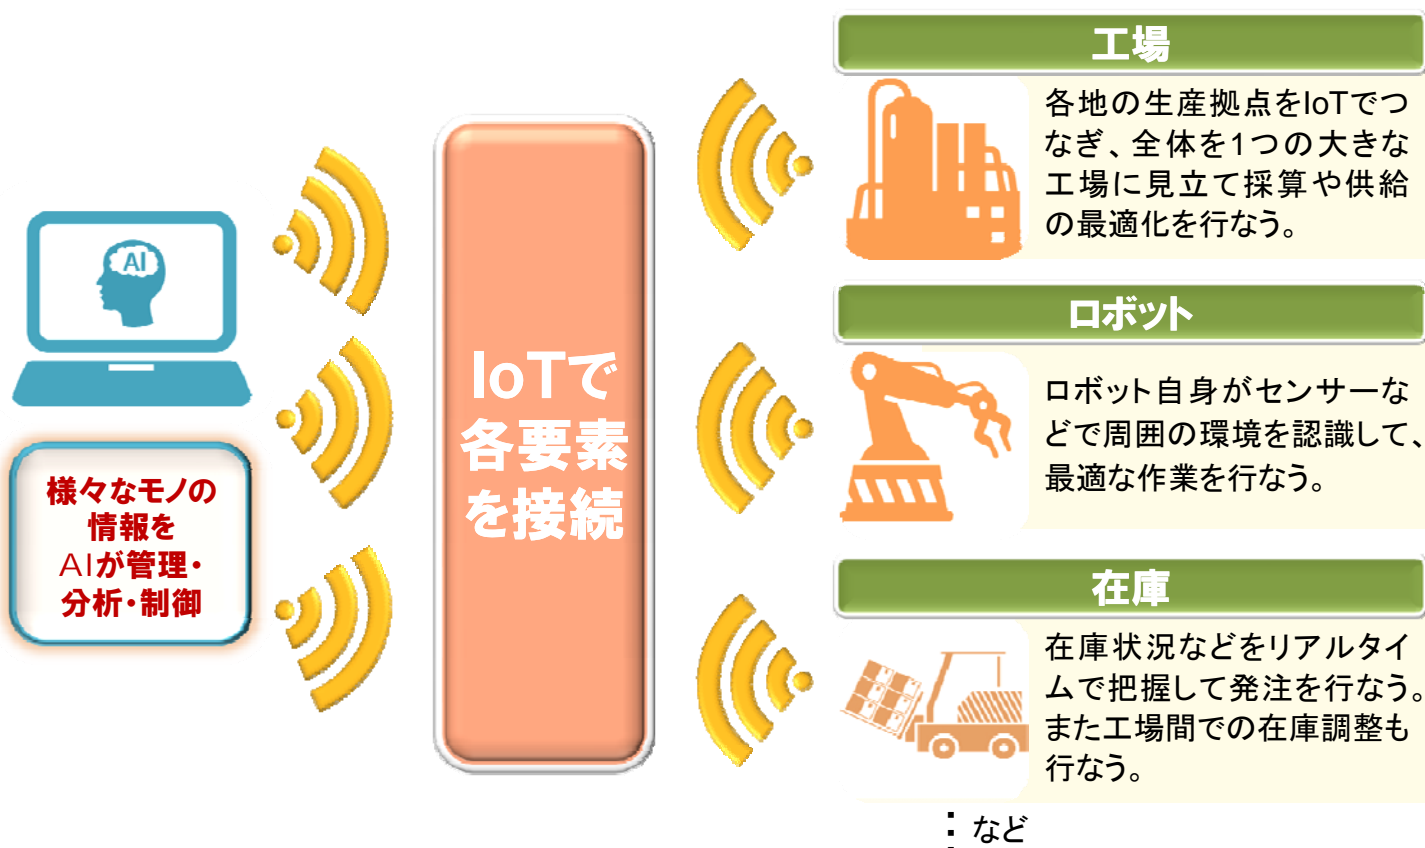 AI
様々なモノの
情報を
AIが管理・
分析・制御
IoTで
各要素
を接続
工場
各地の生産拠点をIoTでつ
なぎ、全体を1つの大きな
工場に見立て採算や供給
の最適化を行なう。
ロボット
ロボット自身がセンサーな
どで周囲の環境を認識して、
最適な作業を行なう。
在庫
在庫状況などをリアルタイ
ムで把握して発注を行なう。
また工場間での在庫調整も
行なう。
など